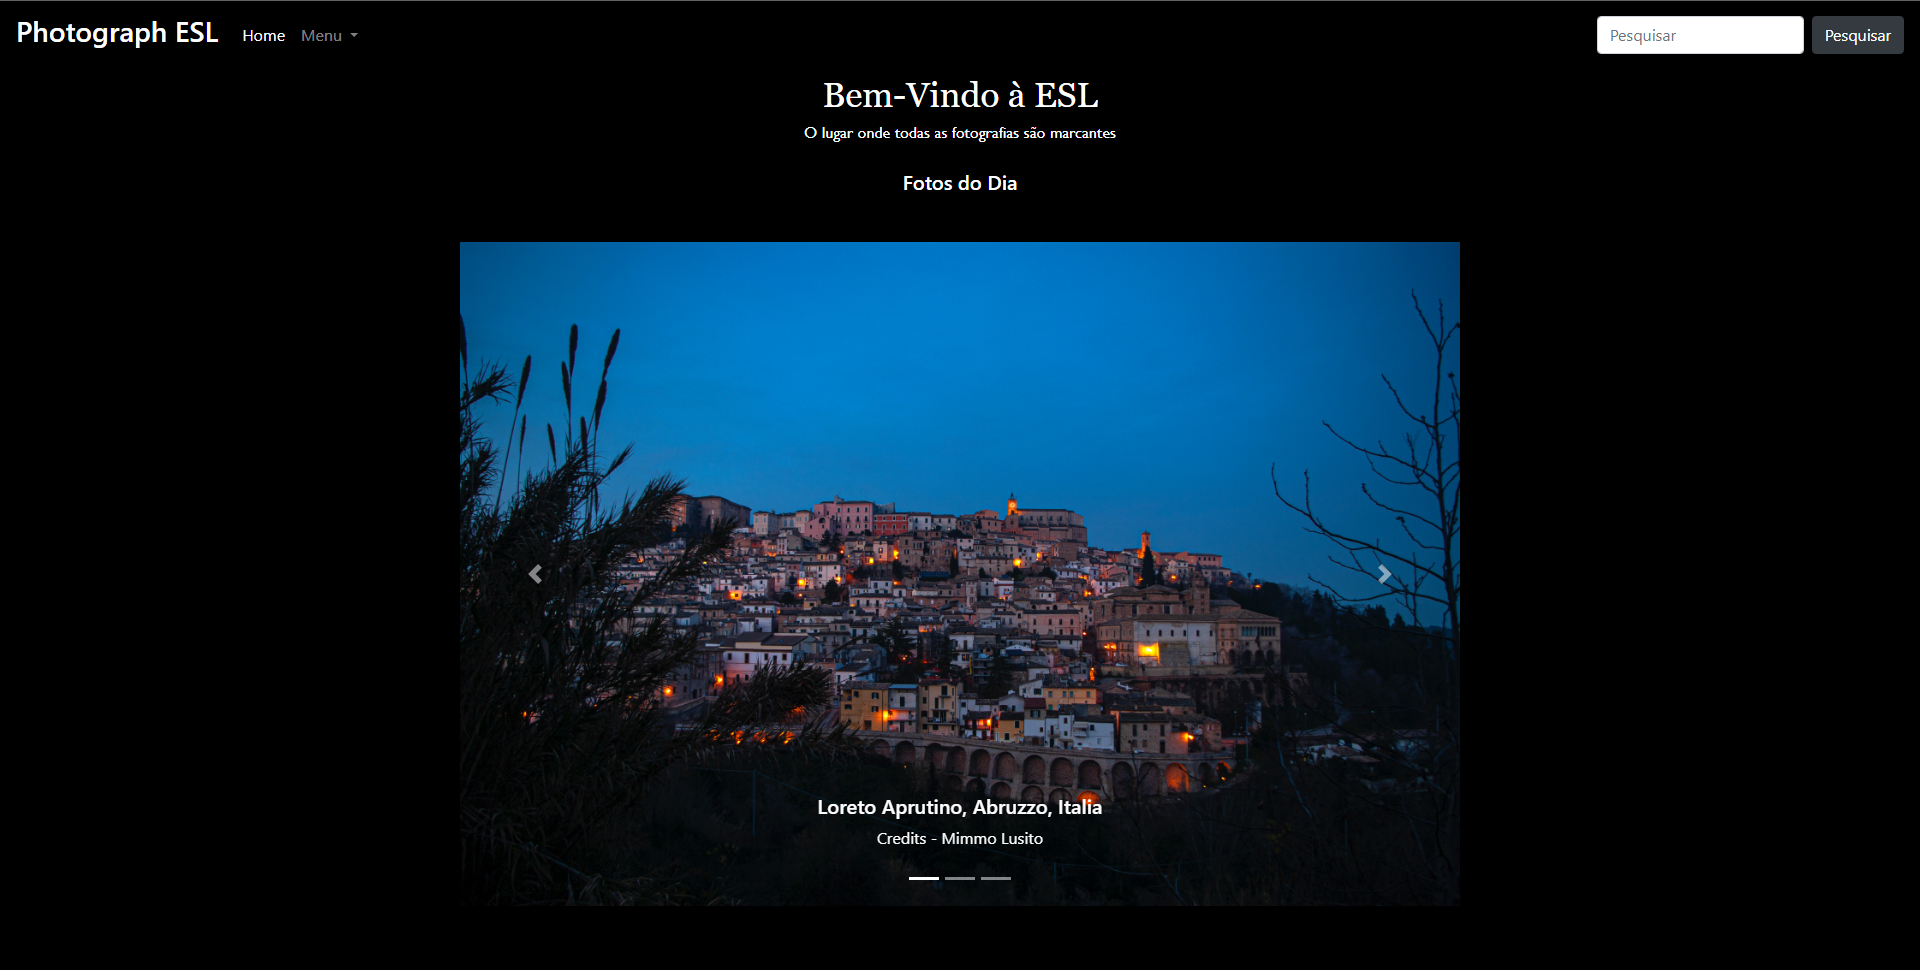 Photograph ESL Home Menu Pesquisar Pesquisar
Bem-Vindo à ESL
O lugar onde todas as fotografias são marcantes
Fotos do Dia
Loreto Aprutino, Abruzzo, Italia
Credits - Mimmo Lusito